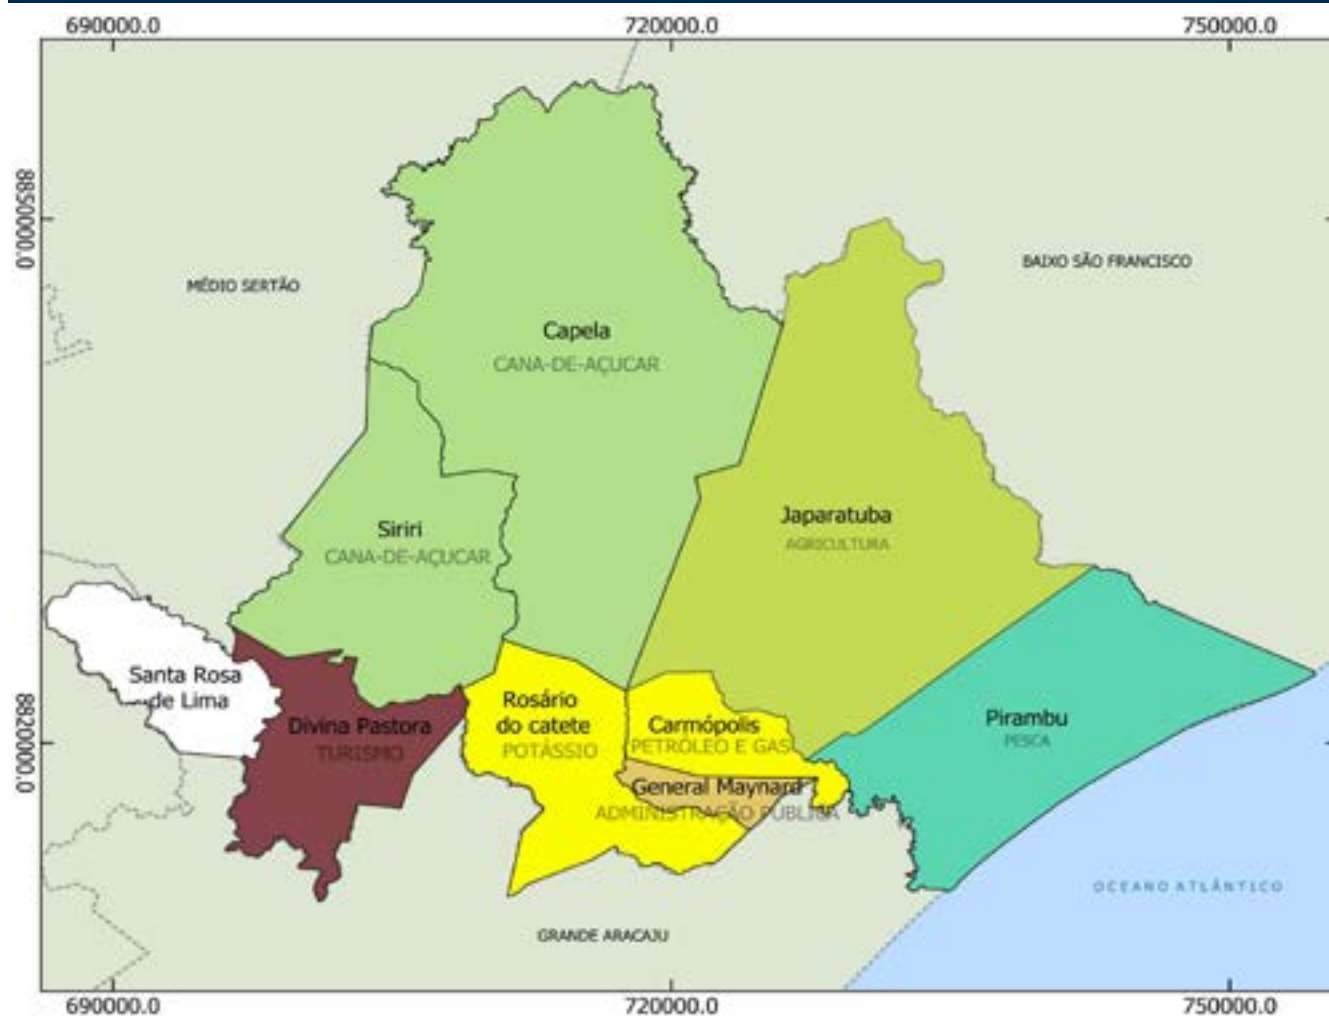 690000.0 720000.0 750000.0
8850000.0
BAIXO SÃO FRANCISCO
MÉDIO SERTÃO
Capela
CANA-DE-AÇUCAR
Japaratuba
AGRICULTURA
Siriri
CANA-DE-AÇUCAR
Santa Rosa
de Lima
Divina Pastora
TURISMO
Rosário
do catete
POTÁSSIO
Carmópolis
PETRÓLEO E GAS
Pirambu
PESCA
8820000.0
General Maynard
ADMINISTRAÇÃO PÚBLICA
OCEANO ATLÂNTICO
GRANDE ARACAJU
690000.0 720000.0 750000.0